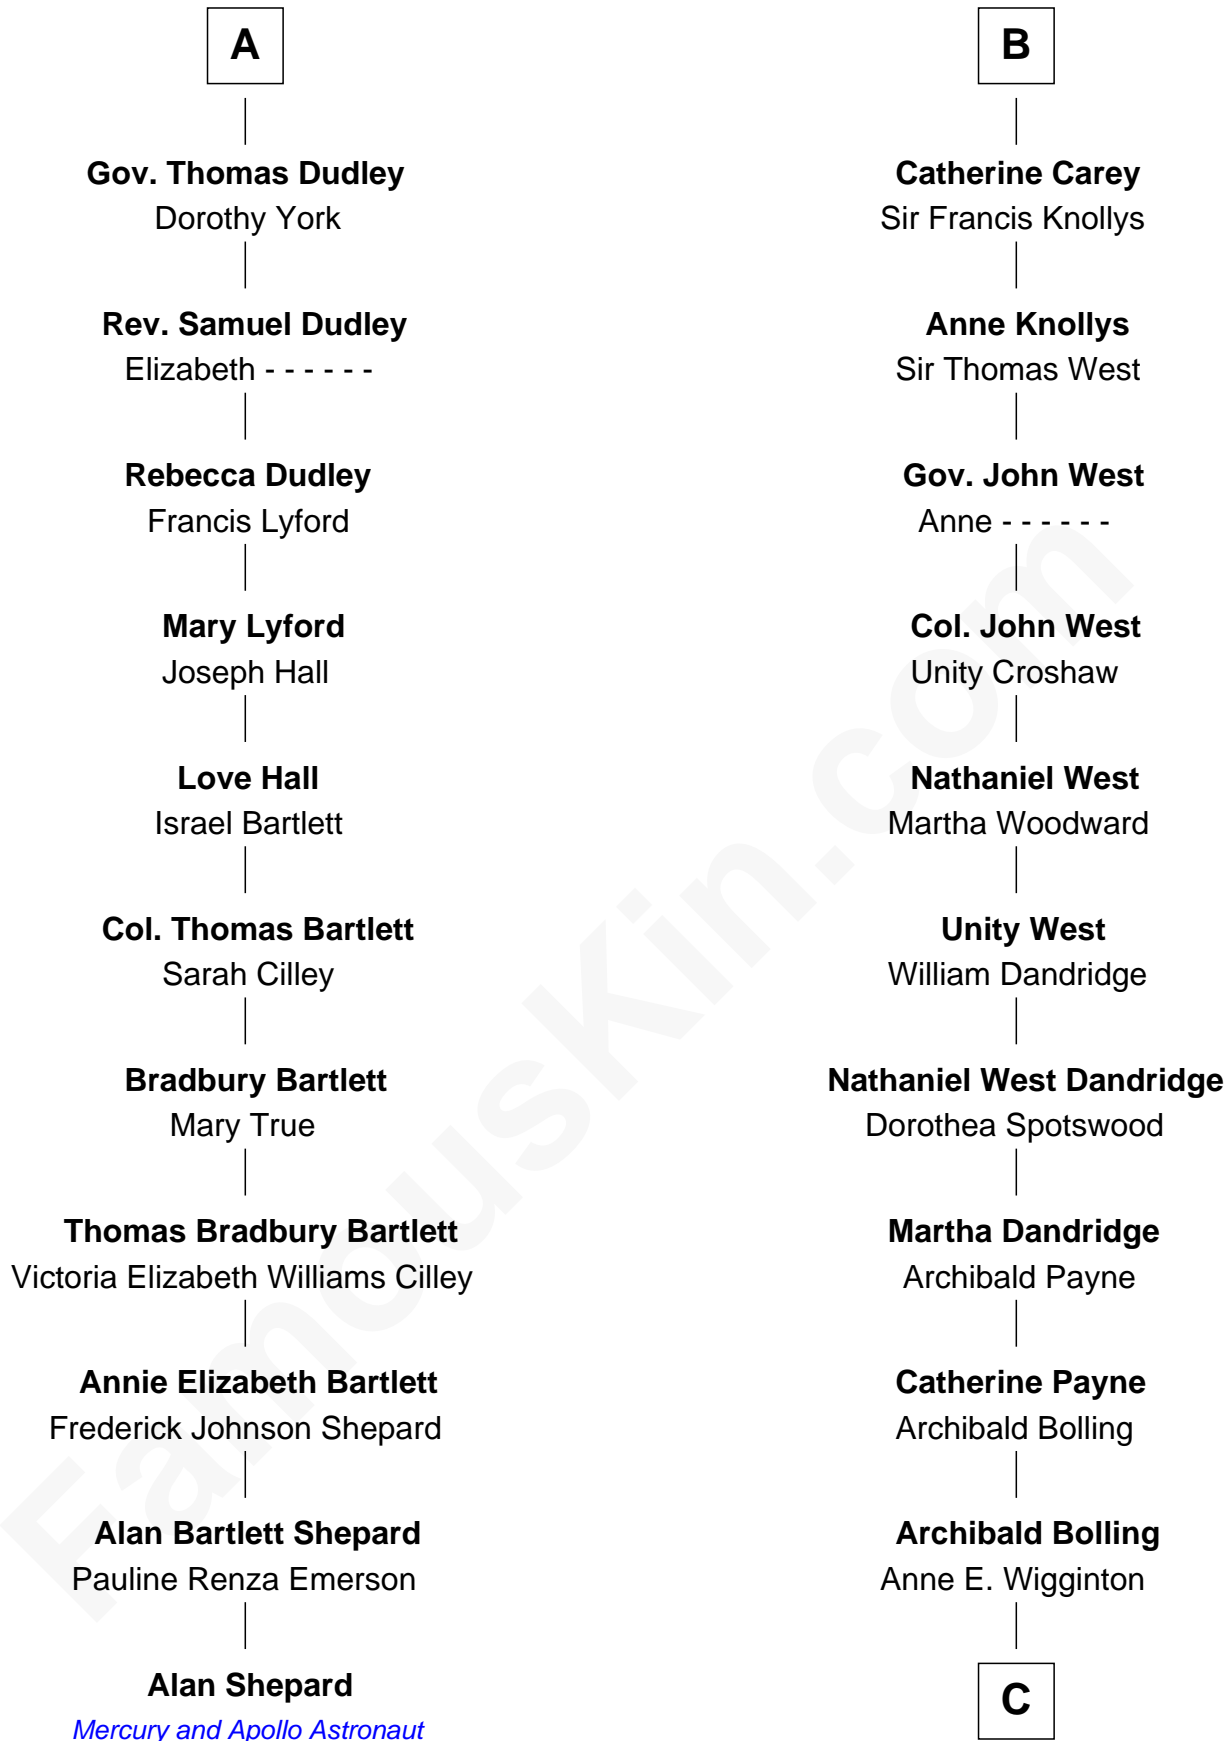 A
Gov. Thomas Dudley
Dorothy York
Rev. Samuel Dudley
Elizabeth - - - - - -
Rebecca Dudley
Francis Lyford
Mary Lyford
Joseph Hall
Love Hall
Israel Bartlett
Col. Thomas Bartlett
Sarah Cilley
Bradbury Bartlett
Mary True
Thomas Bradbury Bartlett
Victoria Elizabeth Williams Cilley
Annie Elizabeth Bartlett
Frederick Johnson Shepard
Alan Bartlett Shepard
Pauline Renza Emerson
Alan Shepard
Mercury and Apollo Astronaut
B
Catherine Carey
Sir Francis Knollys
Anne Knollys
Sir Thomas West
Gov. John West
Anne - - - - - -
Col. John West
Unity Croshaw
Nathaniel West
Martha Woodward
Unity West
William Dandridge
Nathaniel West Dandridge
Dorothea Spotswood
Martha Dandridge
Archibald Payne
Catherine Payne
Archibald Bolling
Archibald Bolling
Anne E. Wigginton
C
FamousKin.com